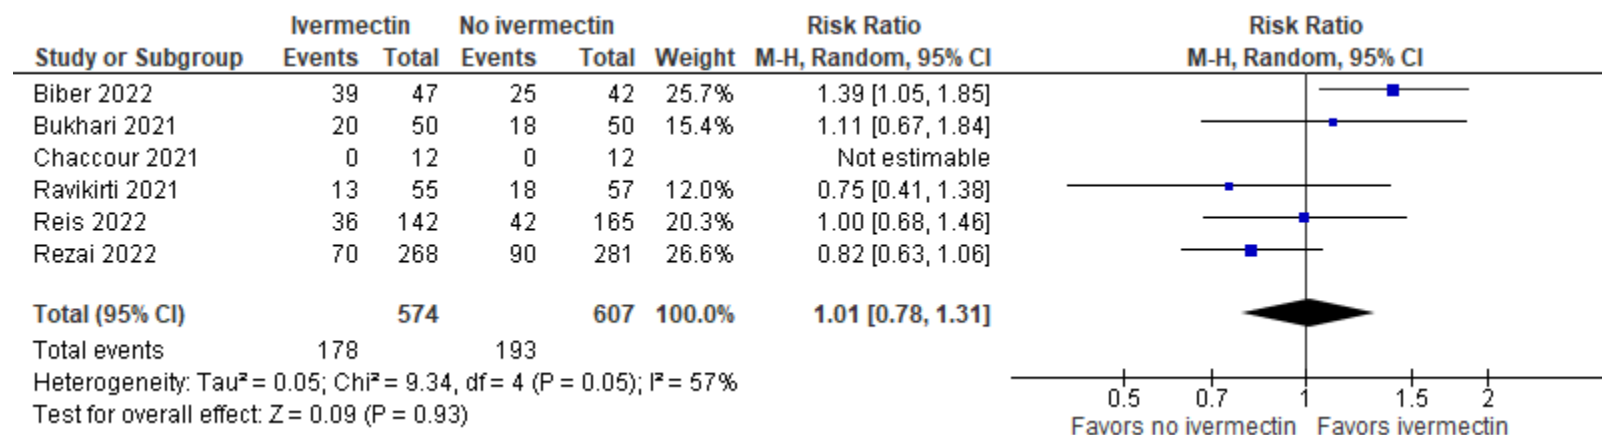 Ivermectin No ivermectin Risk Ratio Risk Ratio
Study or Subgroup Events Total Events Total Weight M-H, Random, 95% CI M-H, Random, 95% CI
Biber 2022 39 47 25 42 25.7% 1.39 [1.05, 1.85]
Bukhari 2021 20 50 18 50 15.4% 1.11 [0.67, 1.84]
Chaccour 2021 0 12 0 12 Not estimable
Ravikirti 2021 13 55 18 57 12.0% 0.75 [0.41, 1.38]
Reis 2022 36 142 42 165 20.3% 1.00 [0.68, 1.46]
Rezai 2022 70 268 90 281 26.6% 0.82 [0.63, 1.06]
Total (95% CI) 574 607 100.0% 1.01 [0.78, 1.31]
Total events 178 193
Heterogeneity: Tau² = 0.05; Chi² = 9.34, df = 4 (P = 0.05); I² = 57%
Test for overall effect: Z = 0.09 (P = 0.93)
0.5 0.7 1 1.5 2
Favors no ivermectin Favors ivermectin